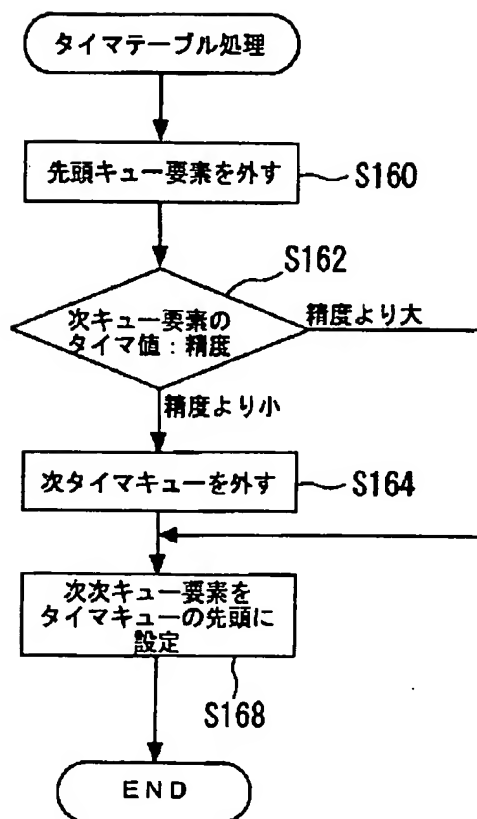 タイマテーブル処理
先頭キュー要素を外す
S160
S162
次キュー要素の
タイマ値:精度
精度より大
精度より小
次タイマキューを外す
S164
次次キュー要素を
タイマキューの先頭に
設定
S168
END